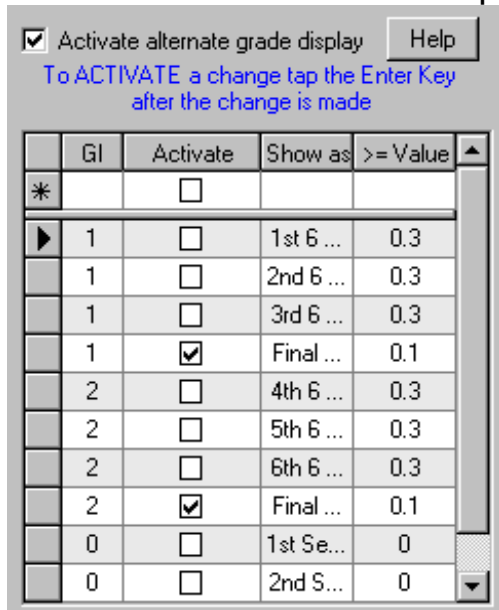 Activate alternate grade display Help
To ACTIVATE a change tap the Enter Key
after the change is made
GI Activate Show as >= Value
1 1st 6 ... 0.3
1 2nd 6 ... 0.3
1 3rd 6 ... 0.3
1 Final ... 0.1
2 4th 6 ... 0.3
2 5th 6 ... 0.3
2 6th 6 ... 0.3
2 Final ... 0.1
0 1st Se... 0
0 2nd S... 0